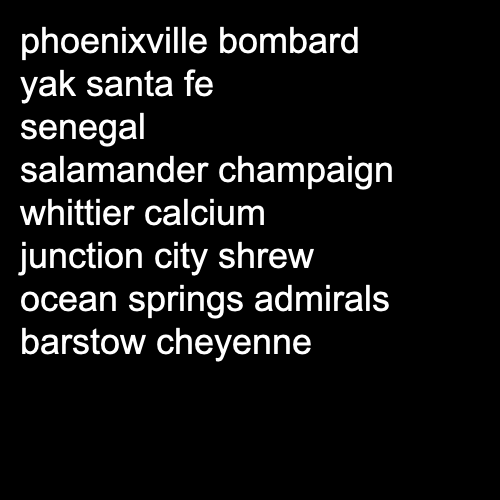 phoenixville bombard
yak santa fe
senegal
salamander champaign
whittier calcium
junction city shrew
ocean springs admirals
barstow cheyenne